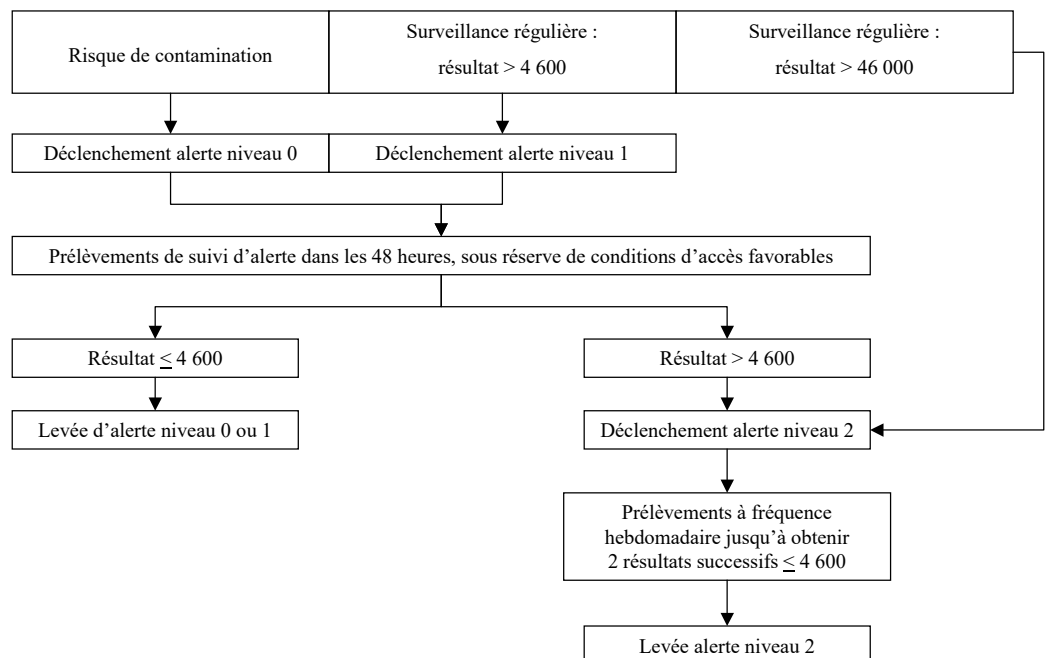 Risque de contamination
Surveillance régulière :
résultat > 4 600
Surveillance régulière :
résultat > 46 000
Déclenchement alerte niveau 0
Déclenchement alerte niveau 1
Prélèvements de suivi d’alerte dans les 48 heures, sous réserve de conditions d’accès favorables
Résultat ≤ 4 600
Résultat > 4 600
Levée d’alerte niveau 0 ou 1
Déclenchement alerte niveau 2
Prélèvements à fréquence
hebdomadaire jusqu’à obtenir
2 résultats successifs ≤ 4 600
Levée alerte niveau 2